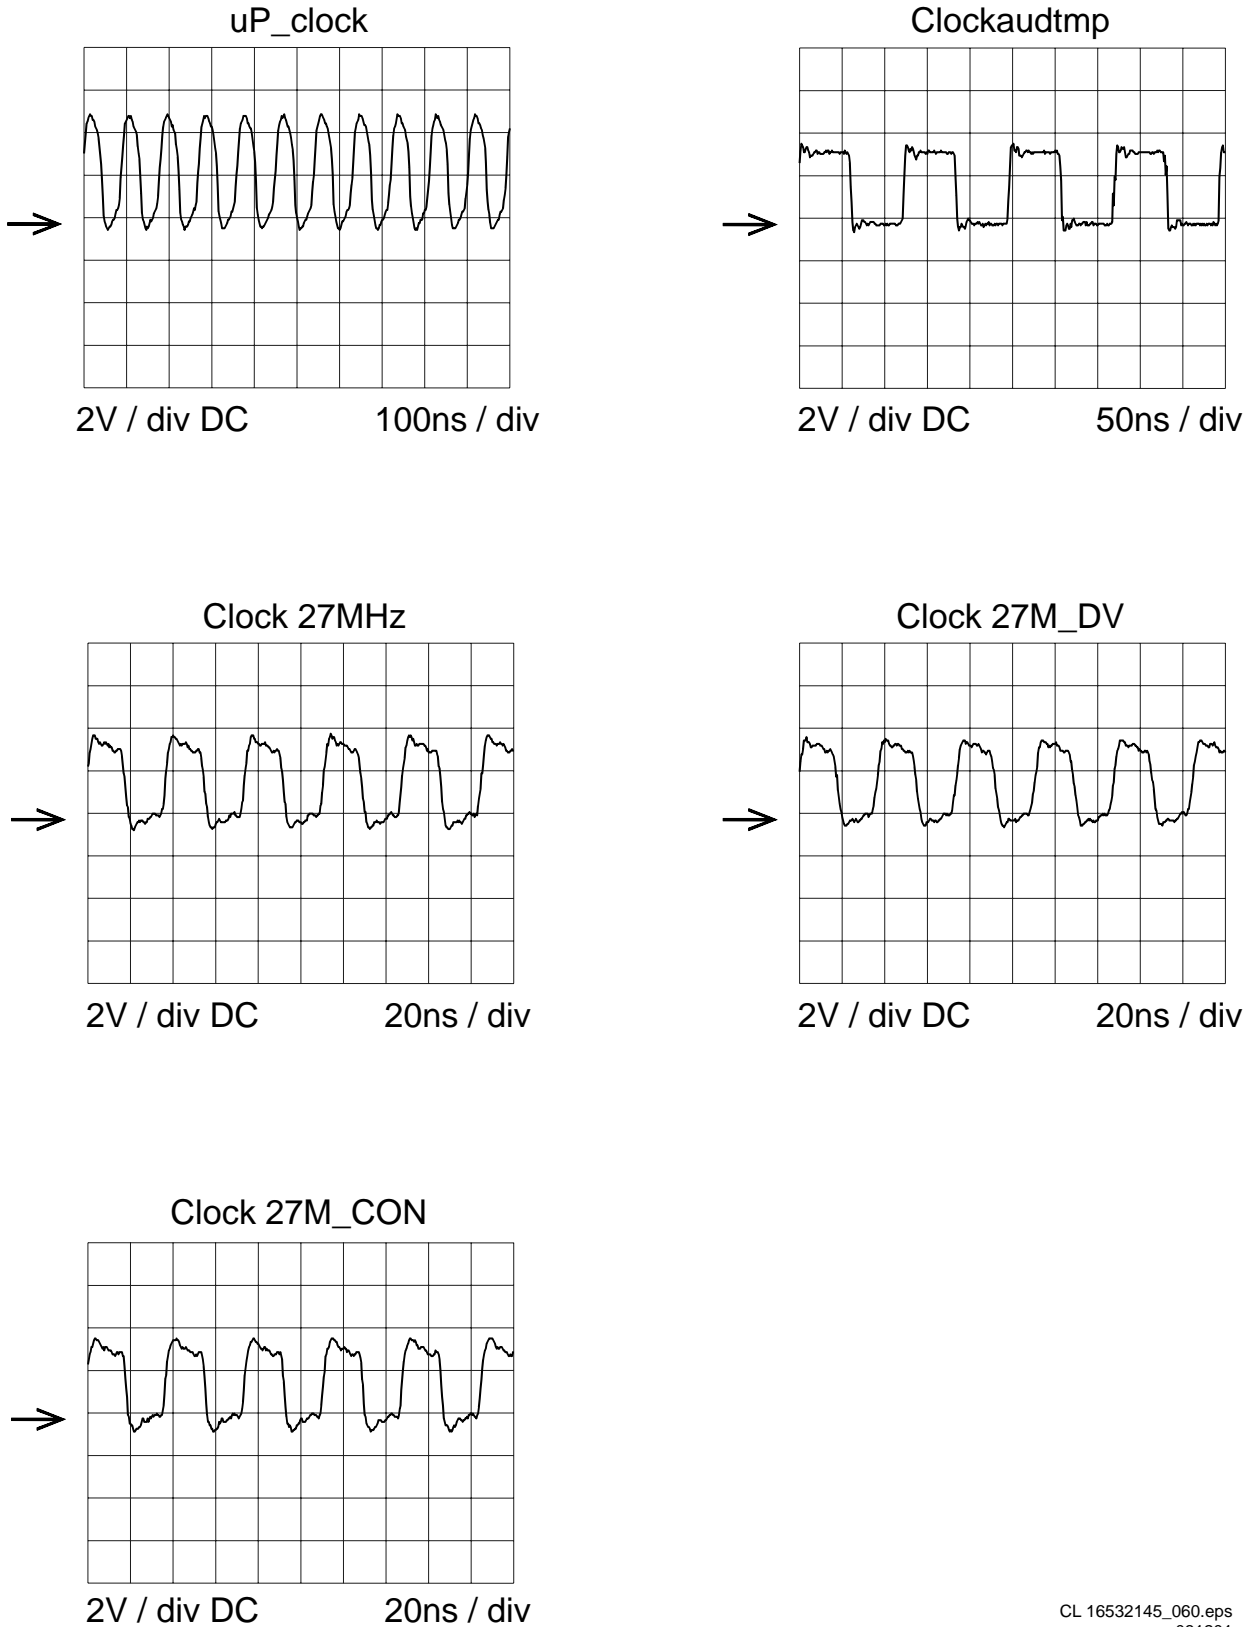 uP_clock
Clockaudtmp
2V / div DC 100ns / div
2V / div DC 50ns / div
Clock 27MHz
Clock 27M_DV
2V / div DC 20ns / div
2V / div DC 20ns / div
Clock 27M_CON
2V / div DC 20ns / div
CL 16532145_060.eps